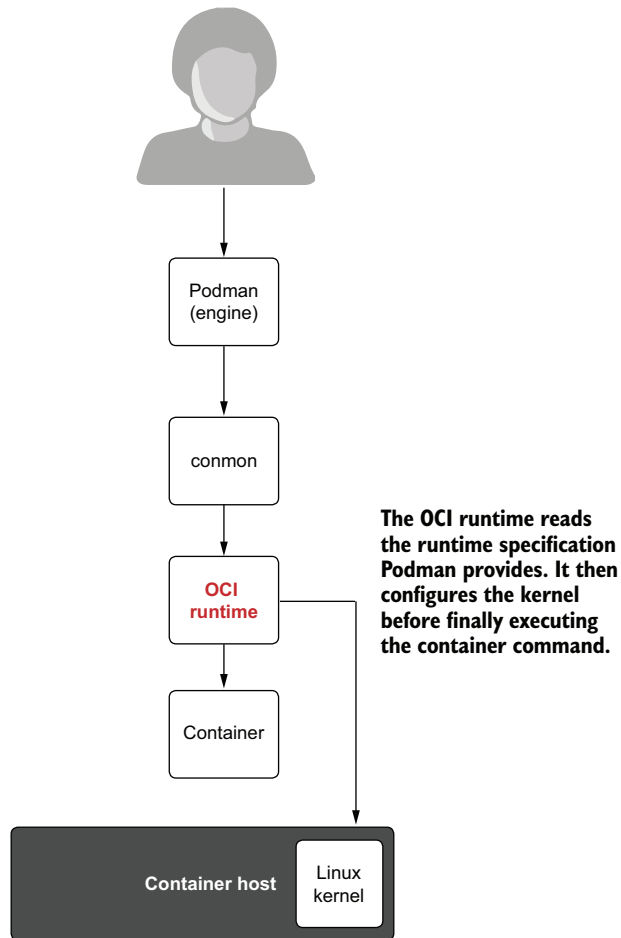 Podman
(engine)
conmon
OCI
runtime
The OCI runtime reads
the runtime specification
Podman provides. It then
configures the kernel
before finally executing
the container command.
Container
Container host
Linux
kernel